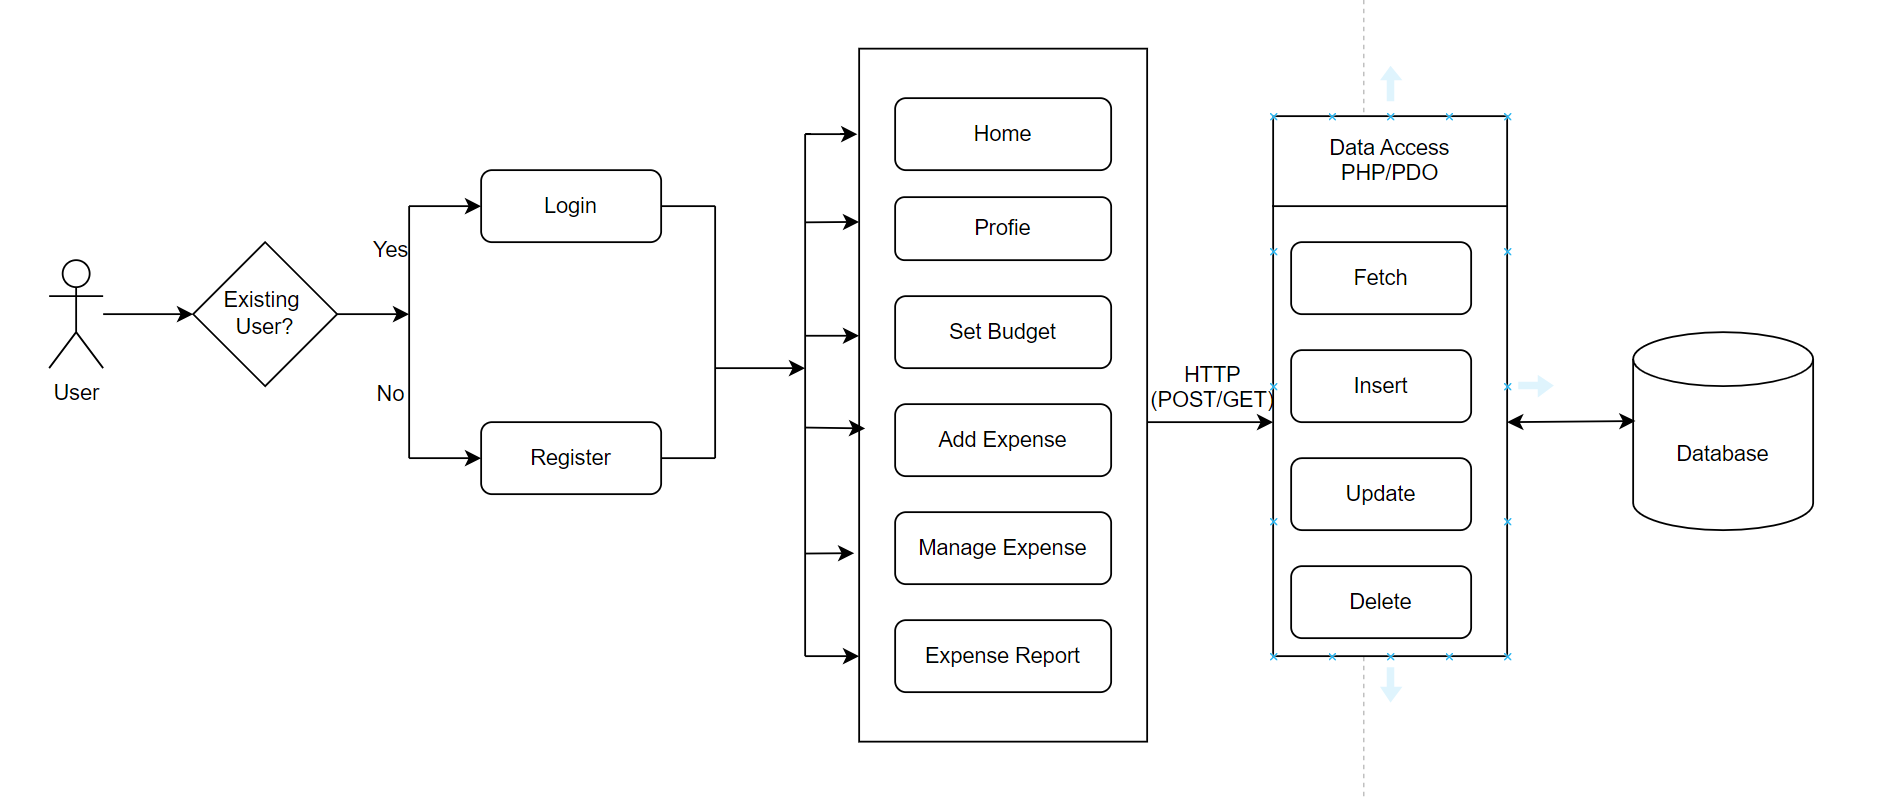 User
Existing
User?
Yes
No
Login
Register
Home
Profie
Set Budget
Add Expense
Manage Expense
Expense Report
HTTP
(POST/GET)
Data Access
PHP/PDO
Fetch
Insert
Update
Delete
Database